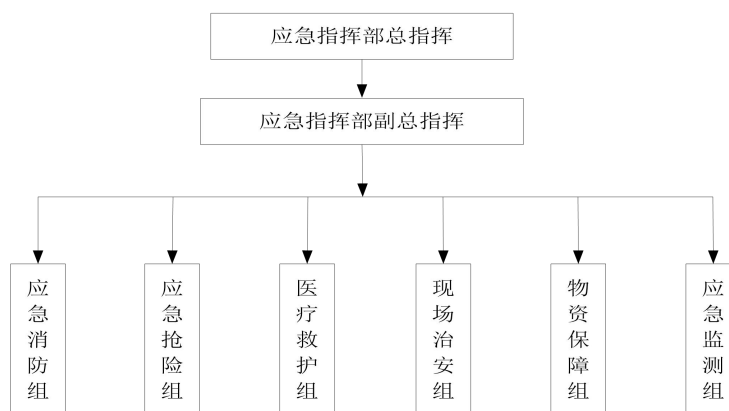 应急指挥部总指挥
应急指挥部副总指挥
应急消防组
应急抢险组
医疗救护组
现场治安组
物资保障组
应急监测组